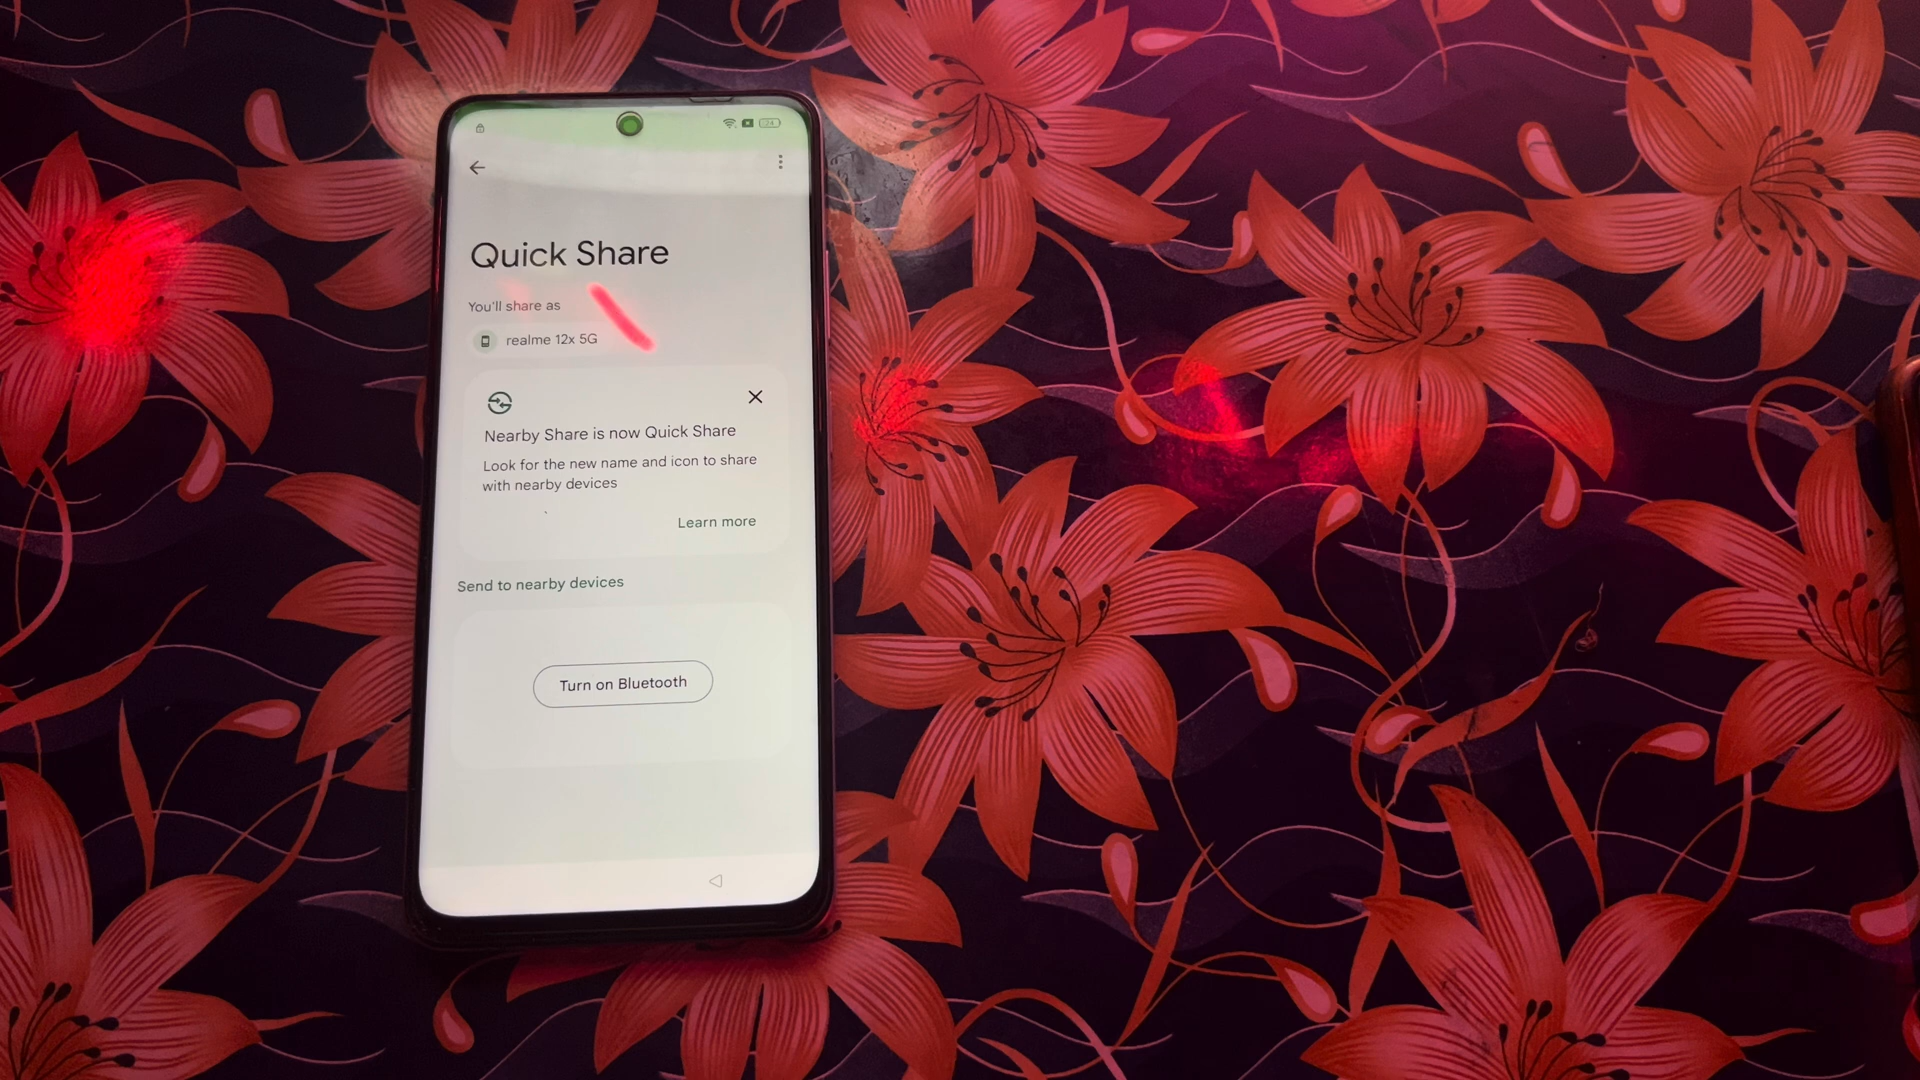 24
Quick Share
You'll share as
realme 12x 5G
Nearby Share is now Quick Share
Look for the new name and icon to share
with nearby devices
Learn more
Send to nearby devices
Turn on Bluetooth